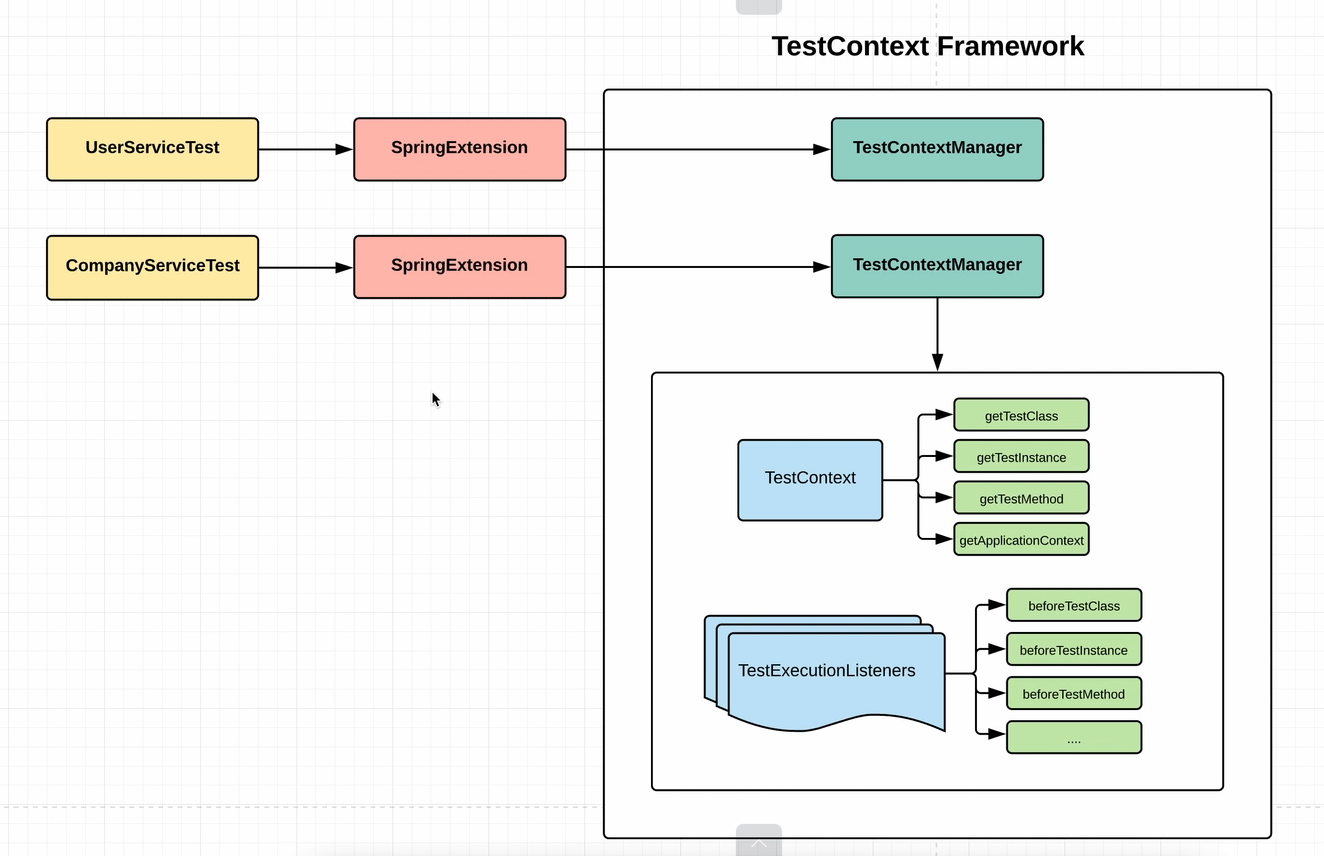 TestContext Framework
UserServiceTest
SpringExtension
TestContextManager
CompanyServiceTest
SpringExtension
TestContextManager
TestContext
getTestClass
getTestInstance
getTestMethod
getApplicationContext
TestExecutionListeners
beforeTestClass
beforeTestInstance
beforeTestMethod
....